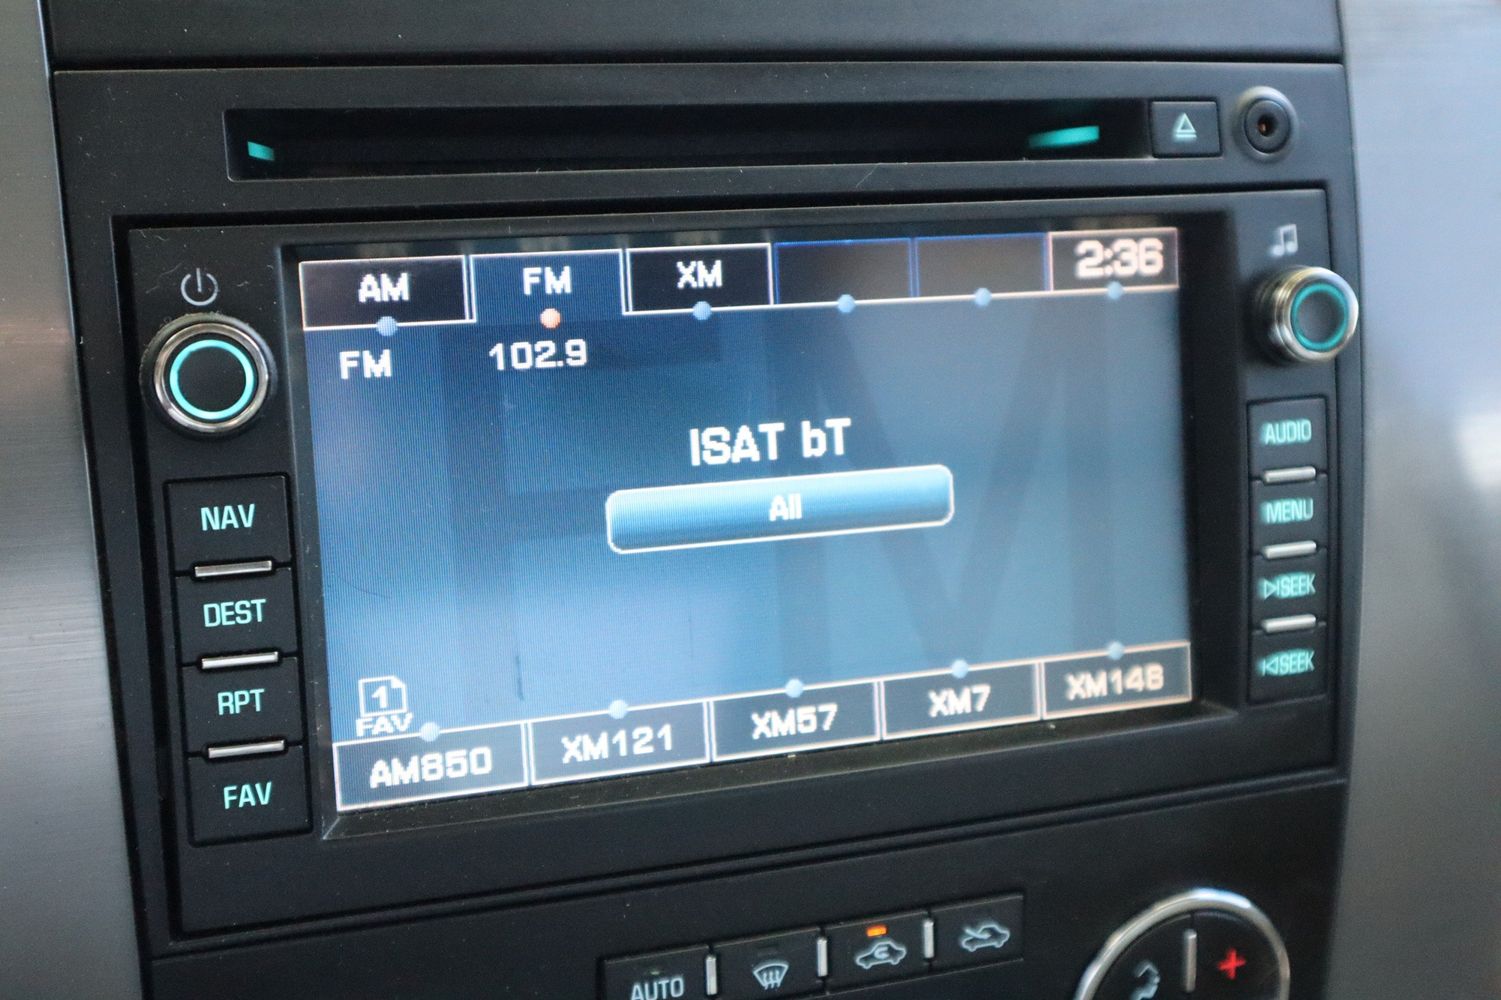 AM FM XM 2:36
FM 102.9
ISAT bT
All
1
FAV
AM850 XM121 XM57 XM7 XM148
NAV
DEST
RPT
FAV
AUDIO
MENU
SEEK
SEEK
AUTO